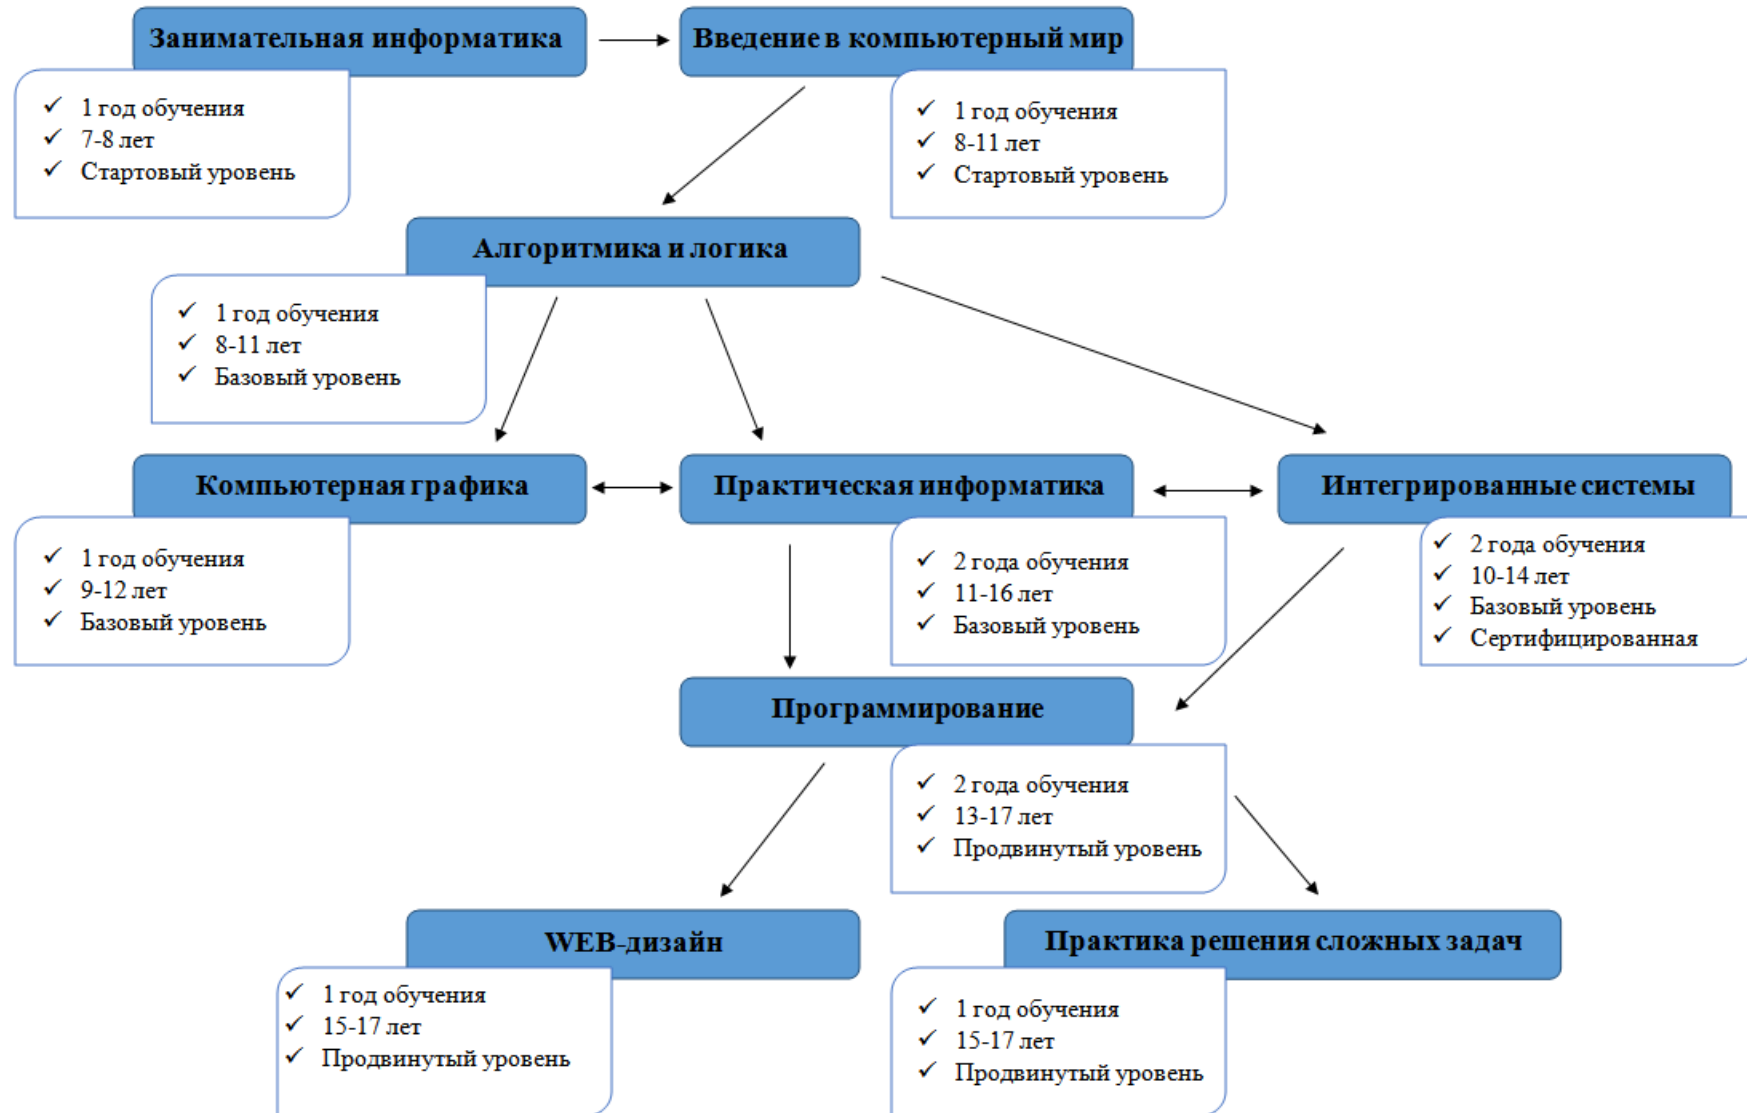 Занимательная информатика
Введение в компьютерный мир
1 год обучения
7-8 лет
Стартовый уровень
1 год обучения
8-11 лет
Стартовый уровень
Алгоритмика и логика
1 год обучения
8-11 лет
Базовый уровень
Компьютерная графика
Практическая информатика
Интегрированные системы
1 год обучения
9-12 лет
Базовый уровень
2 года обучения
11-16 лет
Базовый уровень
2 года обучения
10-14 лет
Базовый уровень
Сертифицированная
Программирование
2 года обучения
13-17 лет
Продвинутый уровень
WEB-дизайн
Практика решения сложных задач
1 год обучения
15-17 лет
Продвинутый уровень
1 год обучения
15-17 лет
Продвинутый уровень